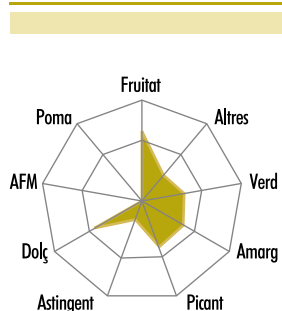 Fruitat
Poma Altres
AFM Verd
Dolç Amarg
Astingent Picant